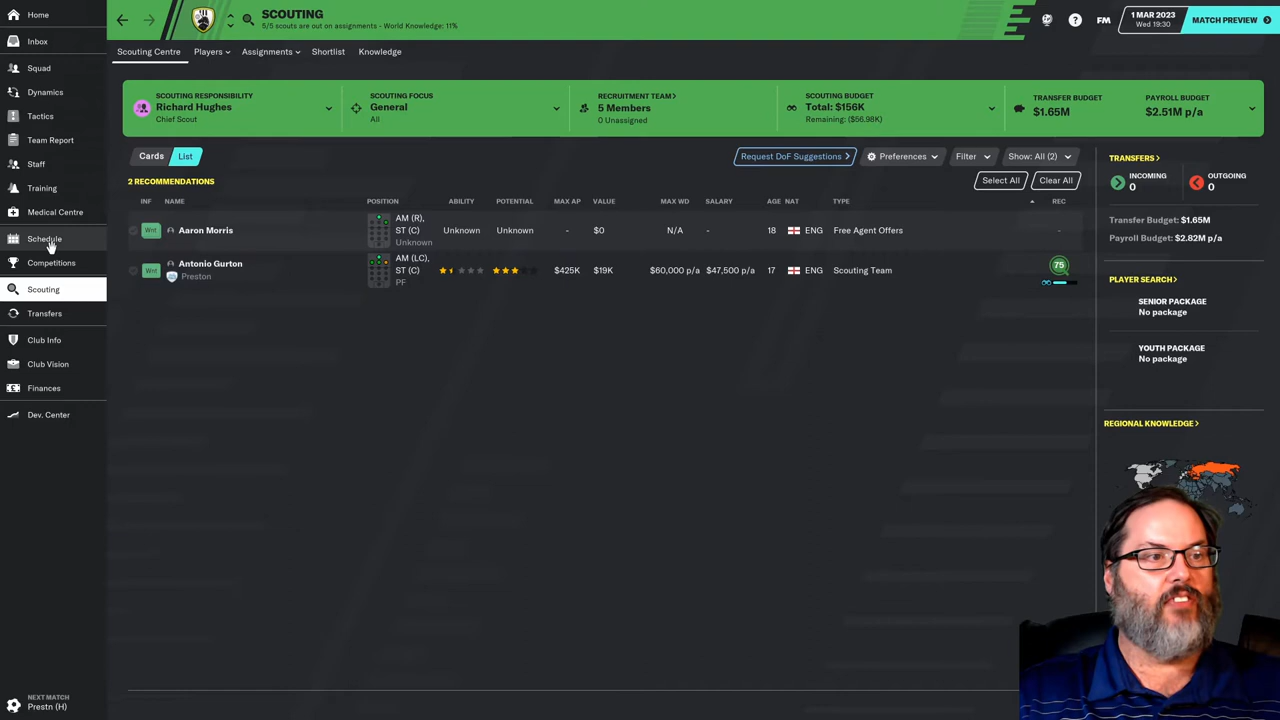 Home
Inbox
Squad
Dynamics
Tactics
Team Report
Staff
Training
Medical Centre
Schedule
Competitions
Scouting
Transfers
Club Info
Club Vision
Finances
Dev. Center
NEXT MATCH
Prestn (H)
SCOUTING
5/5 scouts are out on assignments - World Knowledge: 11%
?
FM
1 MAR 2023
Wed 19:30
MATCH PREVIEW
Scouting Centre
Players
Assignments
Shortlist
Knowledge
SCOUTING RESPONSIBILITY
Richard Hughes
Chief Scout
SCOUTING FOCUS
General
All
RECRUITMENT TEAM >
5 Members
0 Unassigned
SCOUTING BUDGET
Total: $156K
Remaining: ($56.98K)
TRANSFER BUDGET
$1.65M
PAYROLL BUDGET
$2.51M p/a
Cards
List
Request DoF Suggestions >
Preferences
Filter
Show: All (2)
2 RECOMMENDATIONS
Select All
Clear All
INF NAME POSITION ABILITY POTENTIAL MAX AP VALUE MAX WD SALARY AGE NAT TYPE REC
Wnt Aaron Morris AM (R), ST (C) Unknown Unknown Unknown - $0 N/A - 18 ENG Free Agent Offers -
Wnt Antonio Gurton Preston AM (LC), ST (C) PF $425K $19K $60,000 p/a $47,500 p/a 17 ENG Scouting Team 75
TRANSFERS >
INCOMING
0
OUTGOING
0
Transfer Budget: $1.65M
Payroll Budget: $2.82M p/a
PLAYER SEARCH >
SENIOR PACKAGE
No package
YOUTH PACKAGE
No package
REGIONAL KNOWLEDGE >